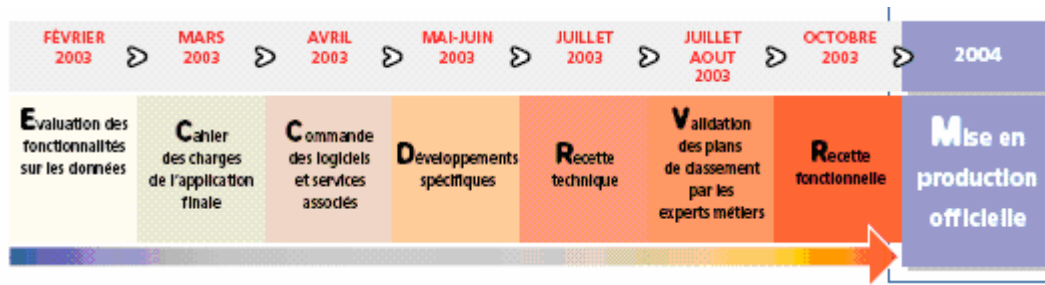 FÉVRIER
2003
MARS
2003
AVRIL
2003
MAI-JUIN
2003
JUILLET
2003
JUILLET
AOUT
2003
OCTOBRE
2003
2004
Evaluation des
fonctionnalités
sur les données
Cahier
des charges
de l'application
finale
Commande
des logiciels
et services
associés
Développements
spécifiques
Recette
technique
Validation
des plans
de classement
par les
experts métiers
Recette
fonctionnelle
Mise en
production
officielle